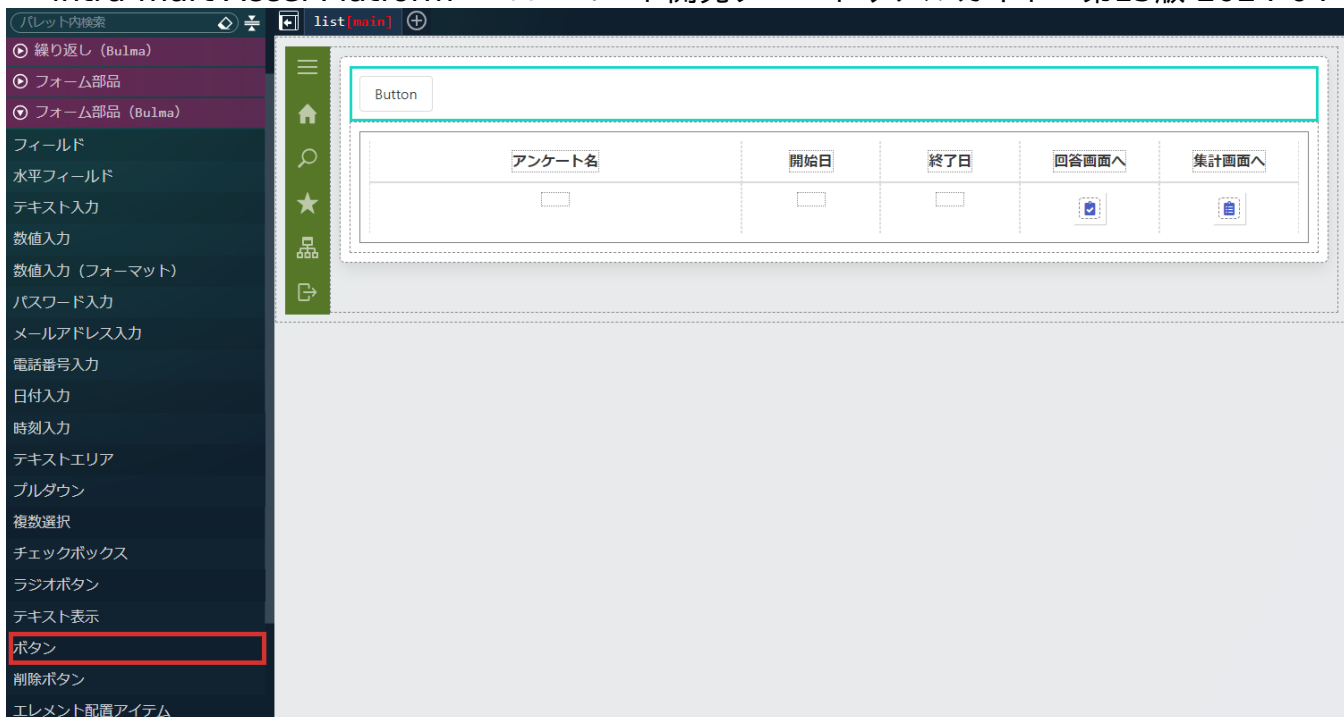 パレット内検索
list[main]
繰り返し (Bulma)
フォーム部品
フォーム部品 (Bulma)
フィールド
水平フィールド
テキスト入力
数値入力
数値入力 (フォーマット)
パスワード入力
メールアドレス入力
電話番号入力
日付入力
時刻入力
テキストエリア
プルダウン
複数選択
チェックボックス
ラジオボタン
テキスト表示
ボタン
削除ボタン
エレメント配置アイテム
Button
アンケート名 開始日 終了日 回答画面へ 集計画面へ